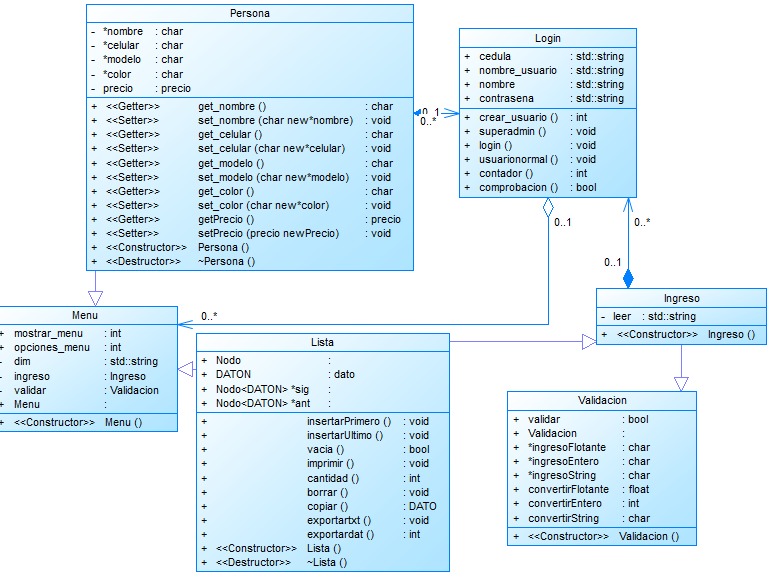 Persona
- *nombre : char
- *celular : char
- *modelo : char
- *color : char
- precio : precio
+ <<Getter>> get_nombre () : char
+ <<Setter>> set_nombre (char new*nombre) : void
+ <<Getter>> get_celular () : char
+ <<Setter>> set_celular (char new*celular) : void
+ <<Getter>> get_modelo () : char
+ <<Setter>> set_modelo (char new*modelo) : void
+ <<Getter>> get_color () : char
+ <<Setter>> set_color (char new*color) : void
+ <<Getter>> getPrecio () : precio
+ <<Setter>> setPrecio (precio newPrecio) : void
+ <<Constructor>> Persona ()
+ <<Destructor>> ~Persona ()
0..1
0..*
Login
+ cedula : std::string
+ nombre_usuario : std::string
+ nombre : std::string
+ contrasena : std::string
+ crear_usuario () : int
+ superadmin () : void
+ login () : void
+ usuarionormal () : void
+ contador () : int
+ comprobacion () : bool
0..1
0..*
0..1
0..*
Ingreso
- leer : std::string
+ <<Constructor>> Ingreso ()
Menu
+ mostrar_menu : int
+ opciones_menu : int
- dim : std::string
- ingreso : Ingreso
- validar : Validacion
+ Menu :
+ <<Constructor>> Menu ()
Lista
+ Nodo :
+ DATON : dato
+ Nodo<DATON> *sig :
+ Nodo<DATON> *ant :
+ insertarPrimero () : void
+ insertarUltimo () : void
+ vacia () : bool
+ imprimir () : void
+ cantidad () : int
+ borrar () : void
+ copiar () : DATO
+ exportartxt () : void
+ exportardat () : int
+ <<Constructor>> Lista ()
+ <<Destructor>> ~Lista ()
Validacion
+ validar : bool
+ Validacion :
+ *ingresoFlotante : char
+ *ingresoEntero : char
+ *ingresoString : char
+ convertirFlotante : float
+ convertirEntero : int
+ convertirString : char
+ <<Constructor>> Validacion ()